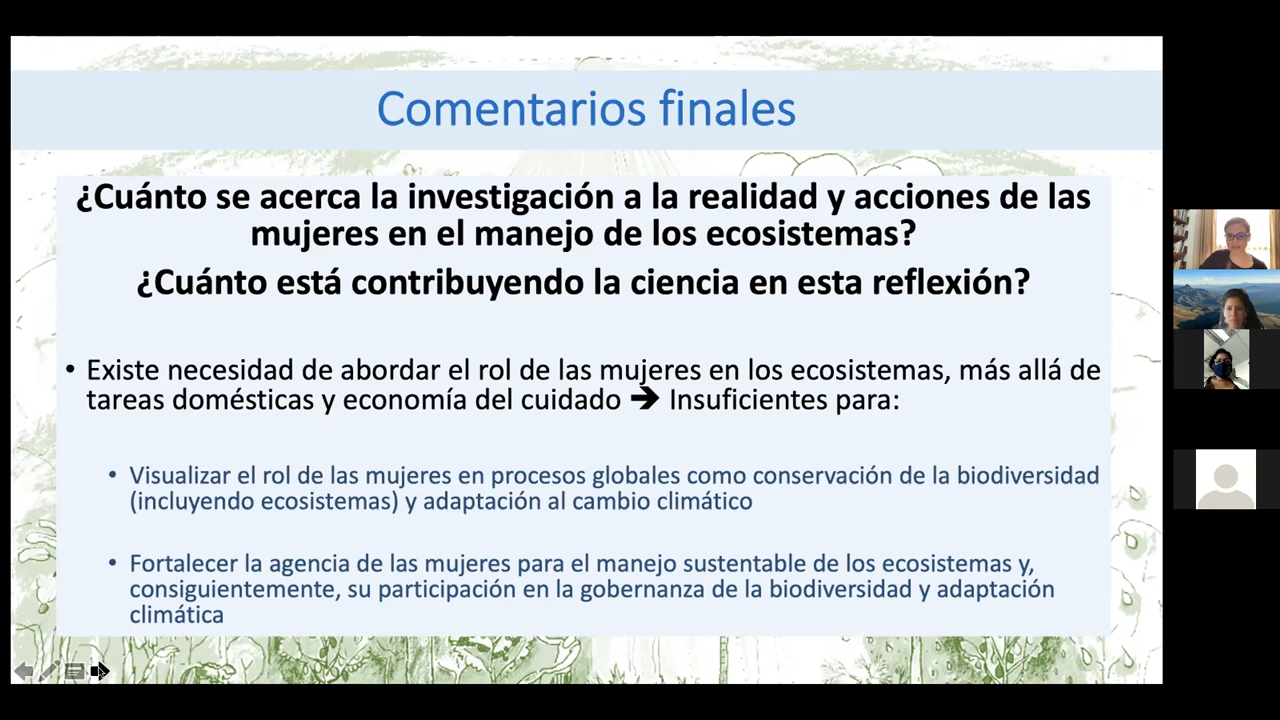 Comentarios finales
¿Cuánto se acerca la investigación a la realidad y acciones de las
mujeres en el manejo de los ecosistemas?
¿Cuánto está contribuyendo la ciencia en esta reflexión?
• Existe necesidad de abordar el rol de las mujeres en los ecosistemas, más allá de
tareas domésticas y economía del cuidado ➔ Insuficientes para:
• Visualizar el rol de las mujeres en procesos globales como conservación de la biodiversidad
(incluyendo ecosistemas) y adaptación al cambio climático
• Fortalecer la agencia de las mujeres para el manejo sustentable de los ecosistemas y,
consiguientemente, su participación en la gobernanza de la biodiversidad y adaptación
climática